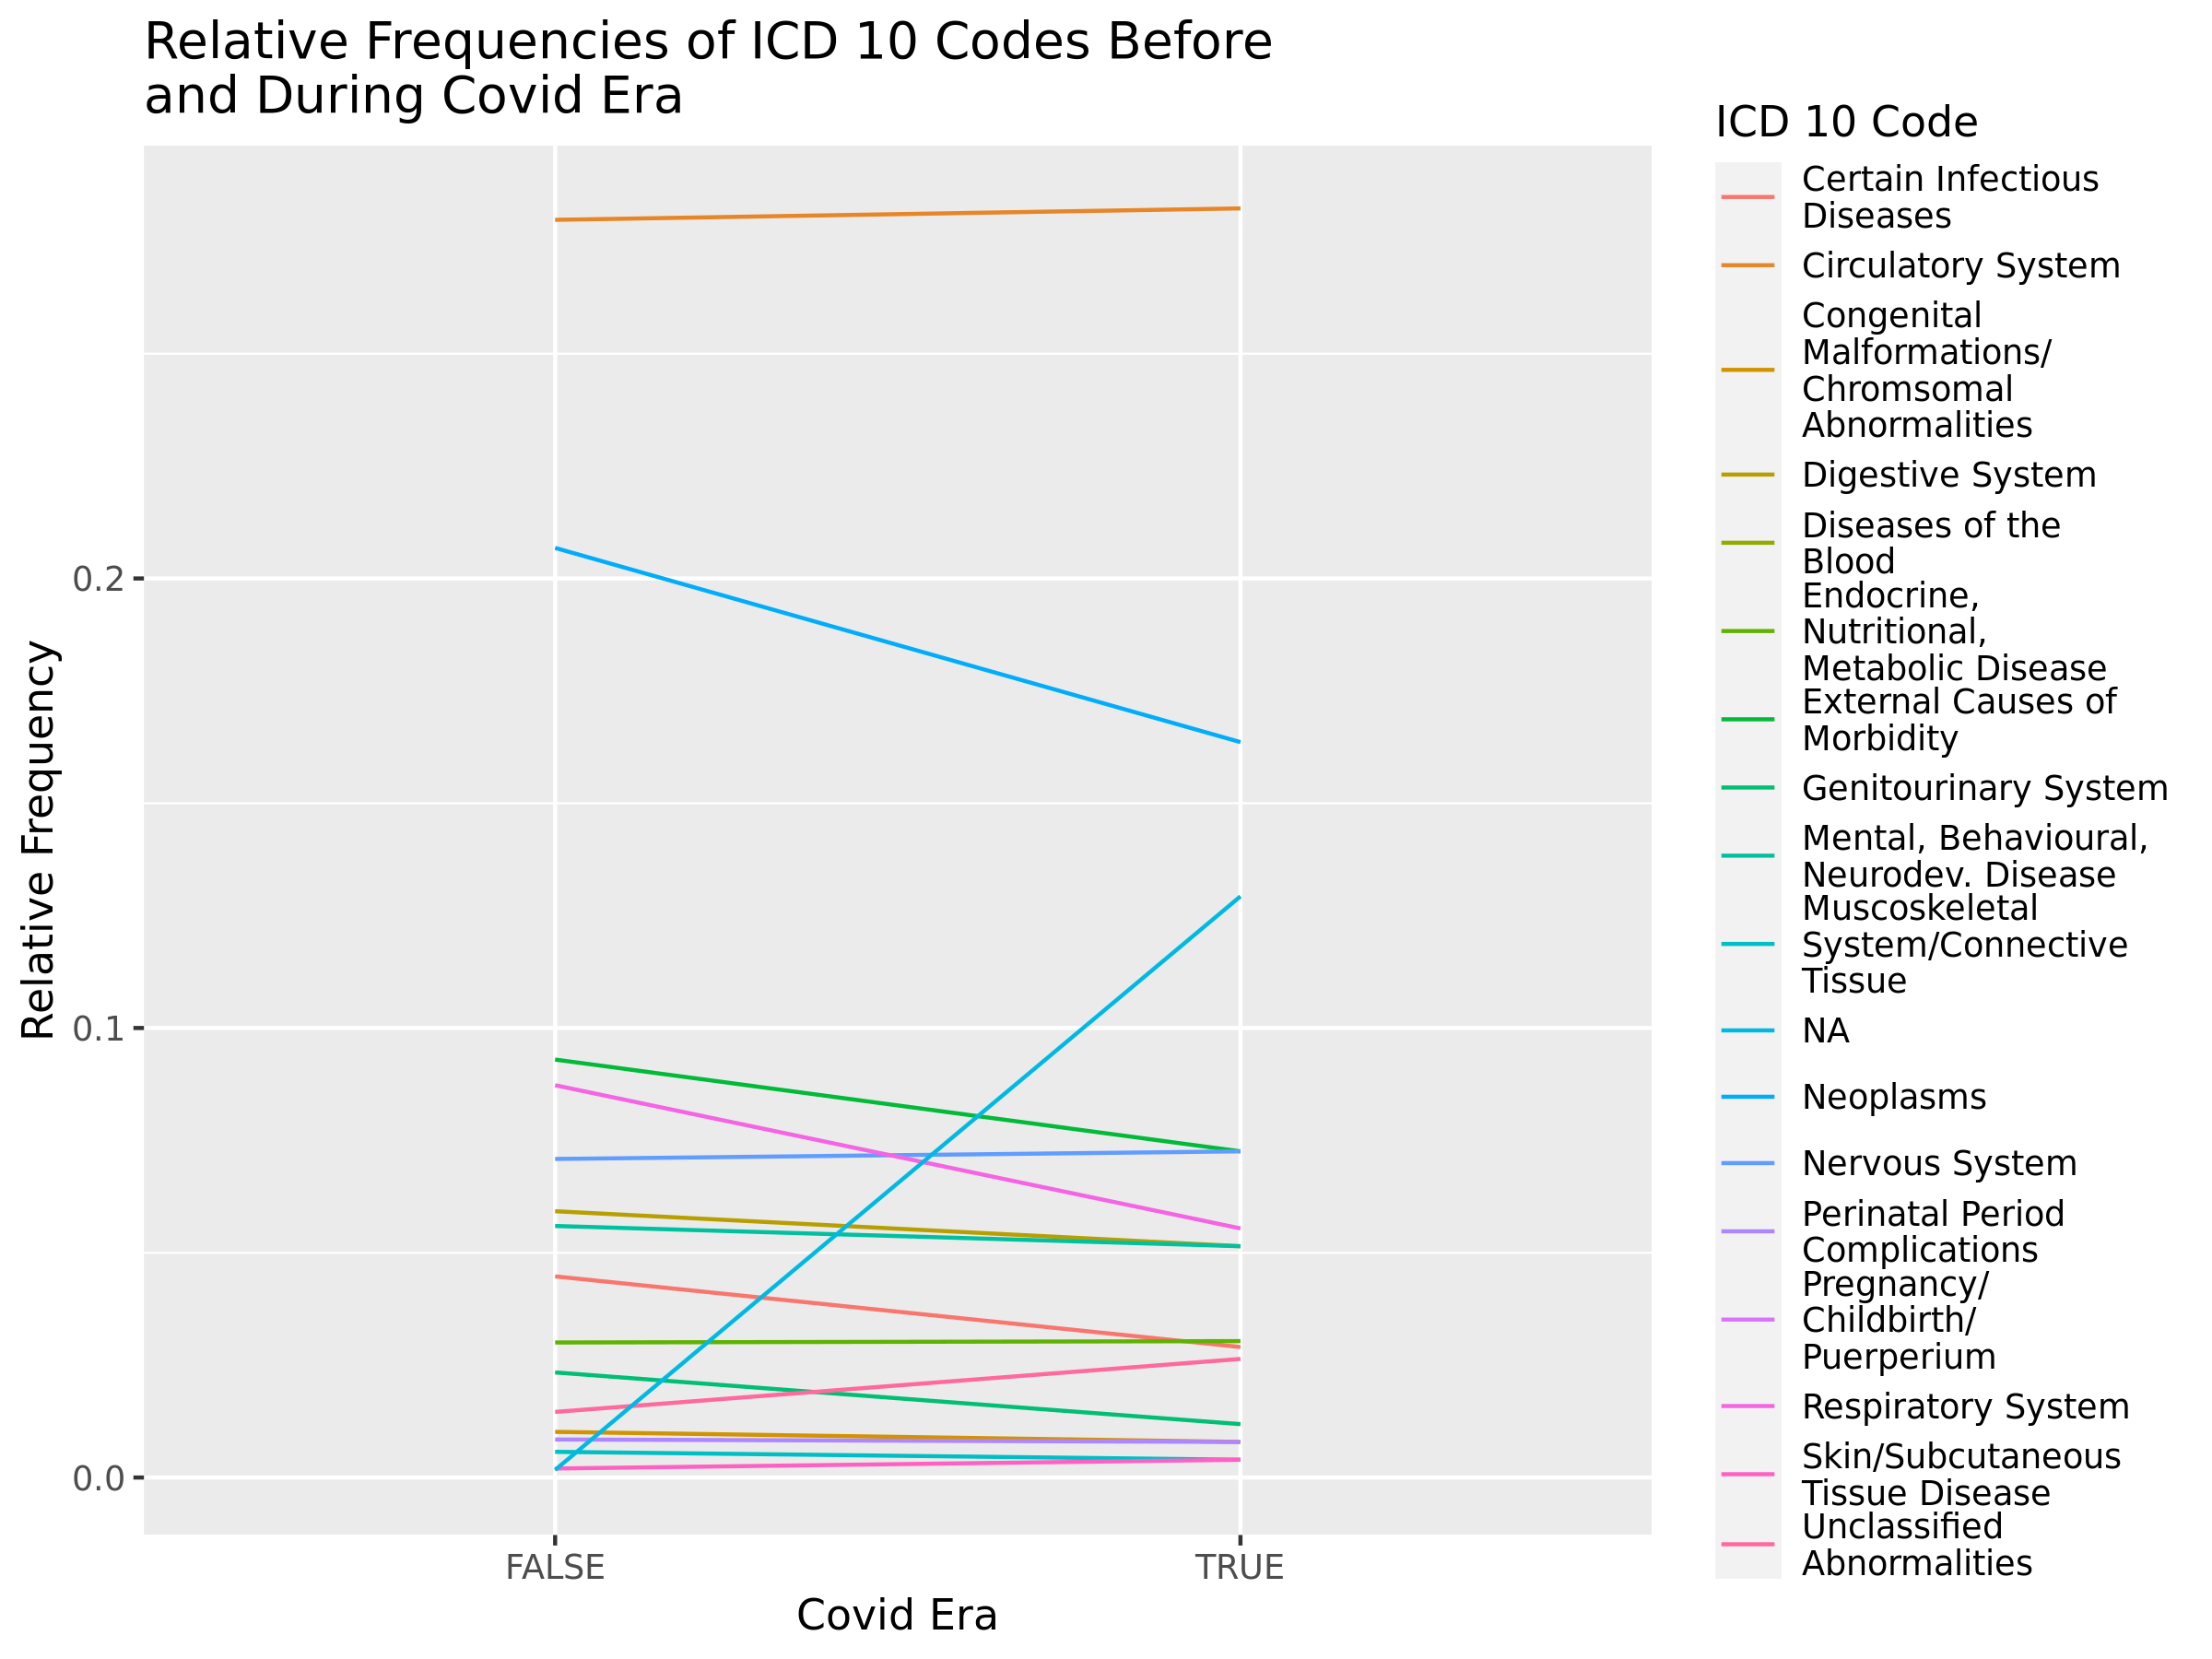 Relative Frequencies of ICD 10 Codes Before
and During Covid Era
Relative Frequency
0.2
0.1
0.0
FALSE
TRUE
Covid Era
ICD 10 Code
Certain Infectious
Diseases
Circulatory System
Congenital
Malformations/
Chromsomal
Abnormalities
Digestive System
Diseases of the
Blood
Endocrine,
Nutritional,
Metabolic Disease
External Causes of
Morbidity
Genitourinary System
Mental, Behavioural,
Neurodev. Disease
Muscoskeletal
System/Connective
Tissue
NA
Neoplasms
Nervous System
Perinatal Period
Complications
Pregnancy/
Childbirth/
Puerperium
Respiratory System
Skin/Subcutaneous
Tissue Disease
Unclassified
Abnormalities